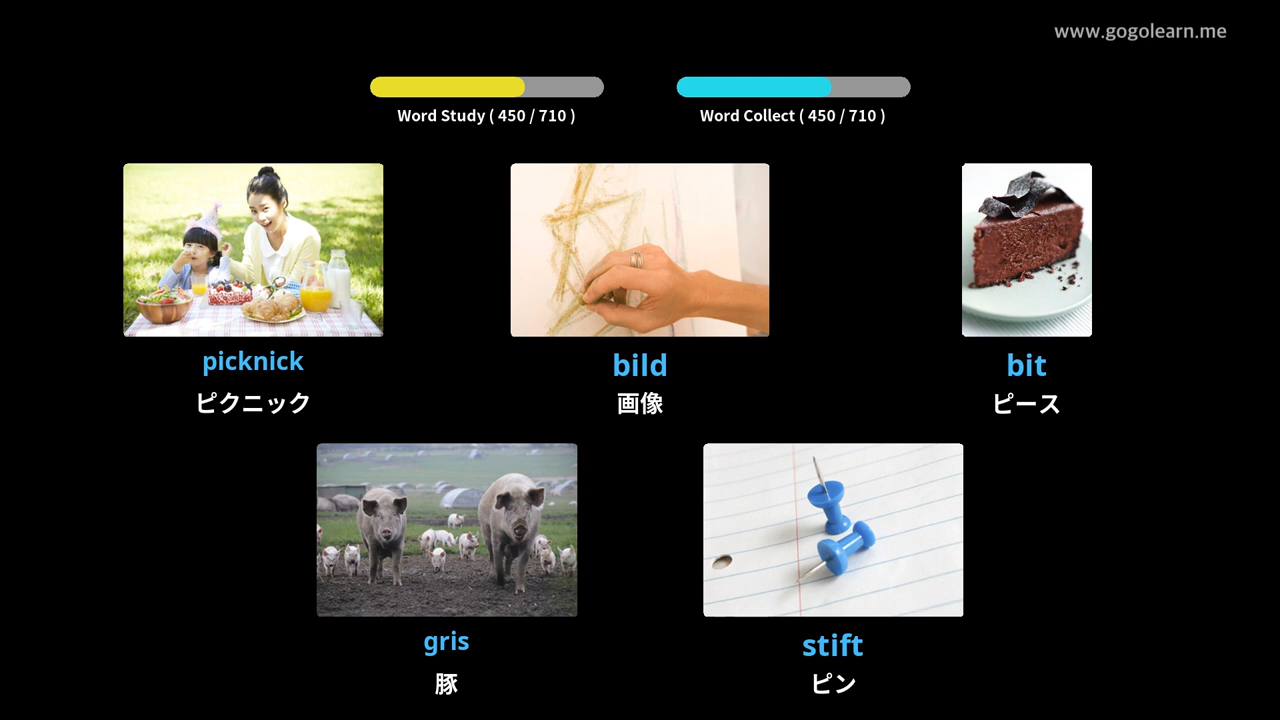 www.gogolearn.me
Word Study ( 450 / 710 )
Word Collect ( 450 / 710 )
picknick
ピクニック
bild
画像
bit
ピース
gris
豚
stift
ピン